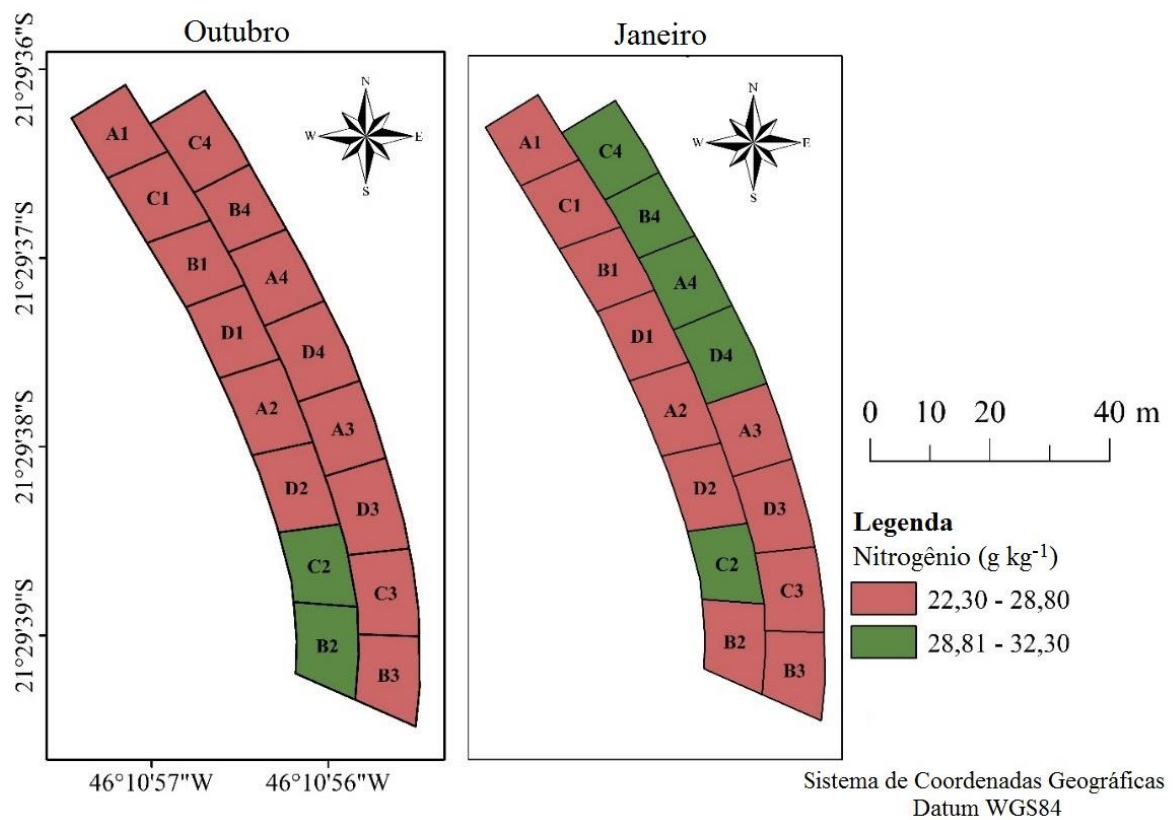 Outubro
Janeiro
21°29'36"S
21°29'37"S
21°29'38"S
21°29'39"S
N
W
E
S
A1
C4
C1
B4
B1
A4
D1
D4
A2
A3
D2
D3
C2
C3
B2
B3
46°10'57"W
46°10'56"W
N
W
E
S
A1
C4
C1
B4
B1
A4
D1
D4
A2
A3
D2
D3
C2
C3
B2
B3
0 10 20 40 m
Legenda
Nitrogênio (g kg⁻¹)
22,30 - 28,80
28,81 - 32,30
Sistema de Coordenadas Geográficas
Datum WGS84